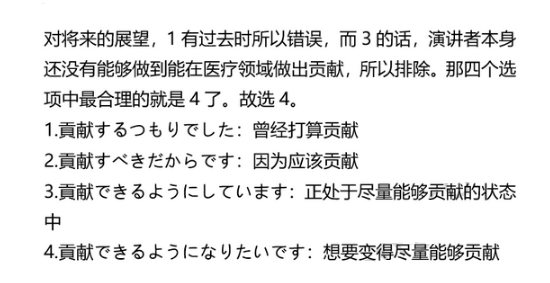 对将来的展望，1 有过去时所以错误，而 3 的话，演讲者本身
还没有能够做到能在医疗领域做出贡献，所以排除。那四个选
项中最合理的就是 4 了。故选 4。
1.貢献するつもりでした：曾经打算贡献
2.貢献すべきだからです：因为应该贡献
3.貢献できるようにしています：正处于尽量能够贡献的状态
中
4.貢献できるようになりたいです：想要变得尽量能够贡献